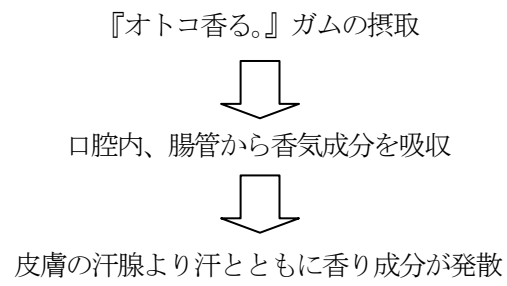 『オトコ香る。』ガムの摂取
口腔内、腸管から香気成分を吸収
皮膚の汗腺より汗とともに香り成分が発散